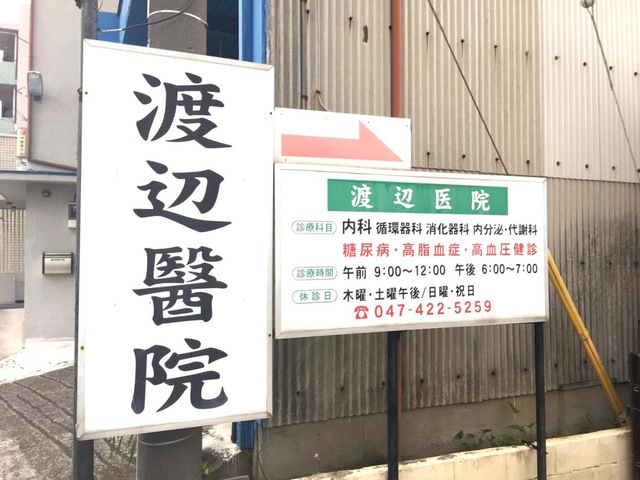 渡辺醫院
渡辺医院
診療科目 内科 循環器科 消化器科 内分泌・代謝科
糖尿病・高脂血症・高血圧健診
診療時間 午前 9:00〜12:00 午後 6:00〜7:00
休診日 木曜・土曜午後/日曜・祝日
☎047-422-5259